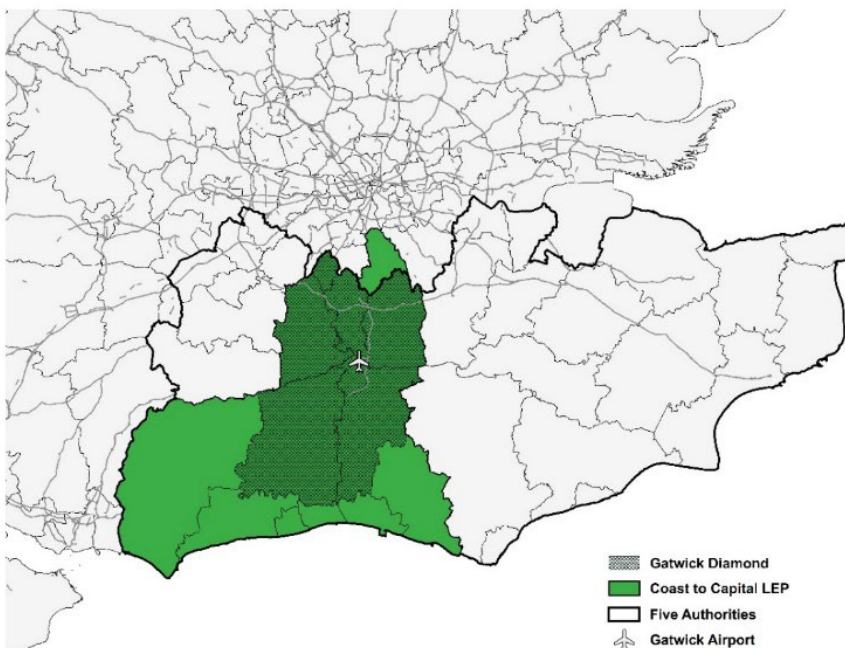 Gatwick Diamond
Coast to Capital LEP
Five Authorities
Gatwick Airport